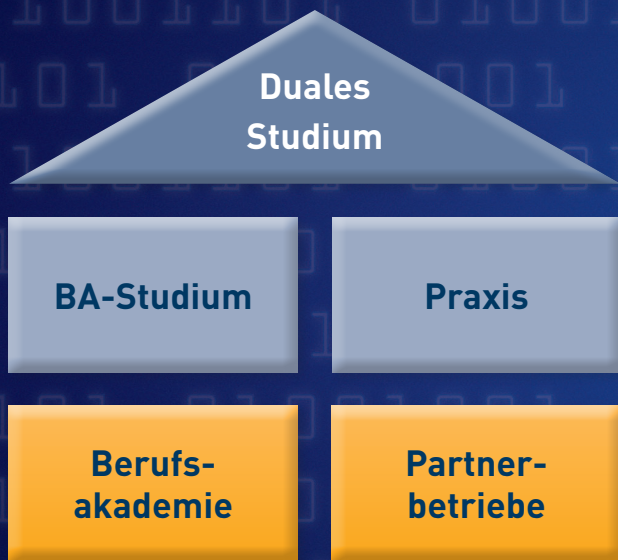 Duales
Studium
BA-Studium
Praxis
Berufs-
akademie
Partner-
betriebe